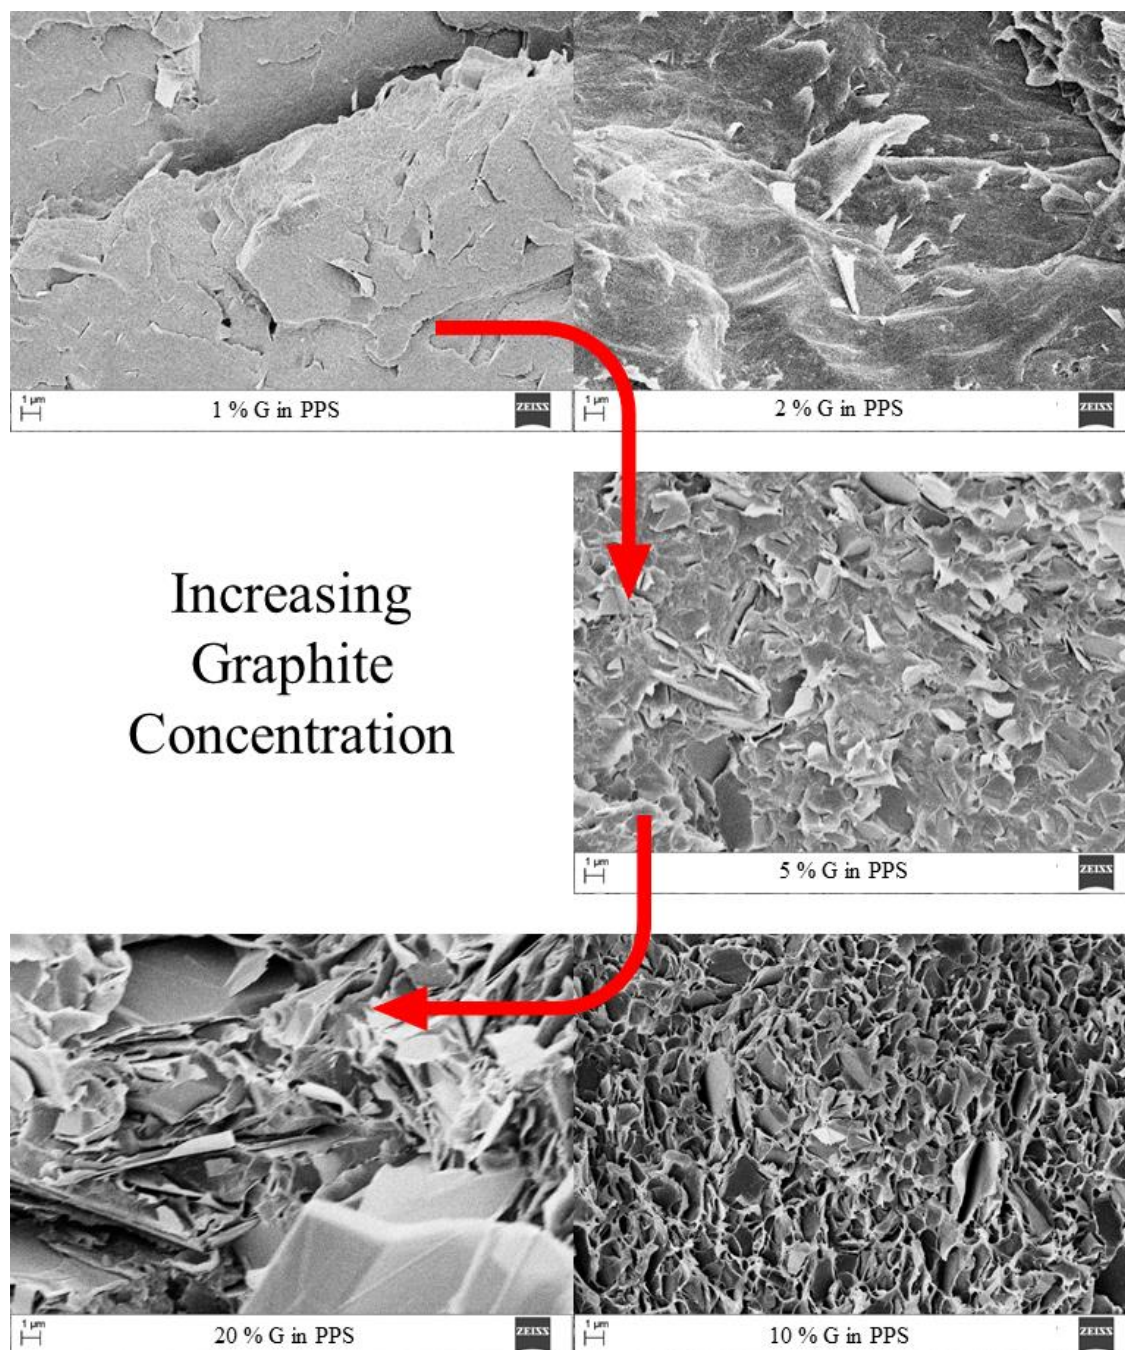 1 μm
1 % G in PPS
ZEISS
1 μm
2 % G in PPS
ZEISS
Increasing
Graphite
Concentration
1 μm
5 % G in PPS
ZEISS
1 μm
20 % G in PPS
ZEISS
1 μm
10 % G in PPS
ZEISS